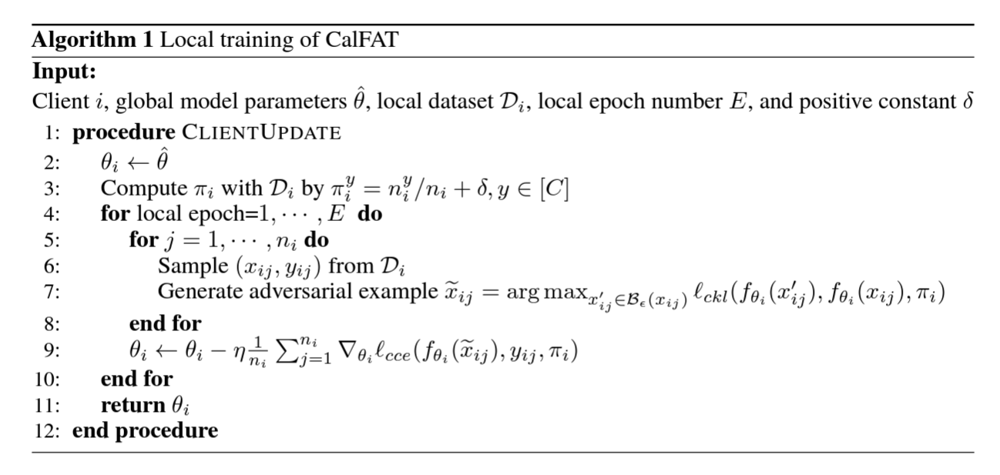 Algorithm 1 Local training of CalFAT
Input:
Client $i$, global model parameters $\hat{\theta}$, local dataset $\mathcal{D}_i$, local epoch number $E$, and positive constant $\delta$
1: procedure CLIENTUPDATE
2: $\theta_i \leftarrow \hat{\theta}$
3: Compute $\pi_i$ with $\mathcal{D}_i$ by $\pi_i^y = n_i^y/n_i + \delta, y \in [C]$
4: for local epoch=1, $\cdots$ , $E$ do
5: for $j = 1, \cdots , n_i$ do
6: Sample $(x_{ij}, y_{ij})$ from $\mathcal{D}_i$
7: Generate adversarial example $\widetilde{x}_{ij} = \arg\max_{x'_{ij} \in \mathcal{B}_\epsilon(x_{ij})} \ell_{ckl}(f_{\theta_i}(x'_{ij}), f_{\theta_i}(x_{ij}), \pi_i)$
8: end for
9: $\theta_i \leftarrow \theta_i - \eta \frac{1}{n_i} \sum_{j=1}^{n_i} \nabla_{\theta_i} \ell_{cce}(f_{\theta_i}(\widetilde{x}_{ij}), y_{ij}, \pi_i)$
10: end for
11: return $\theta_i$
12: end procedure